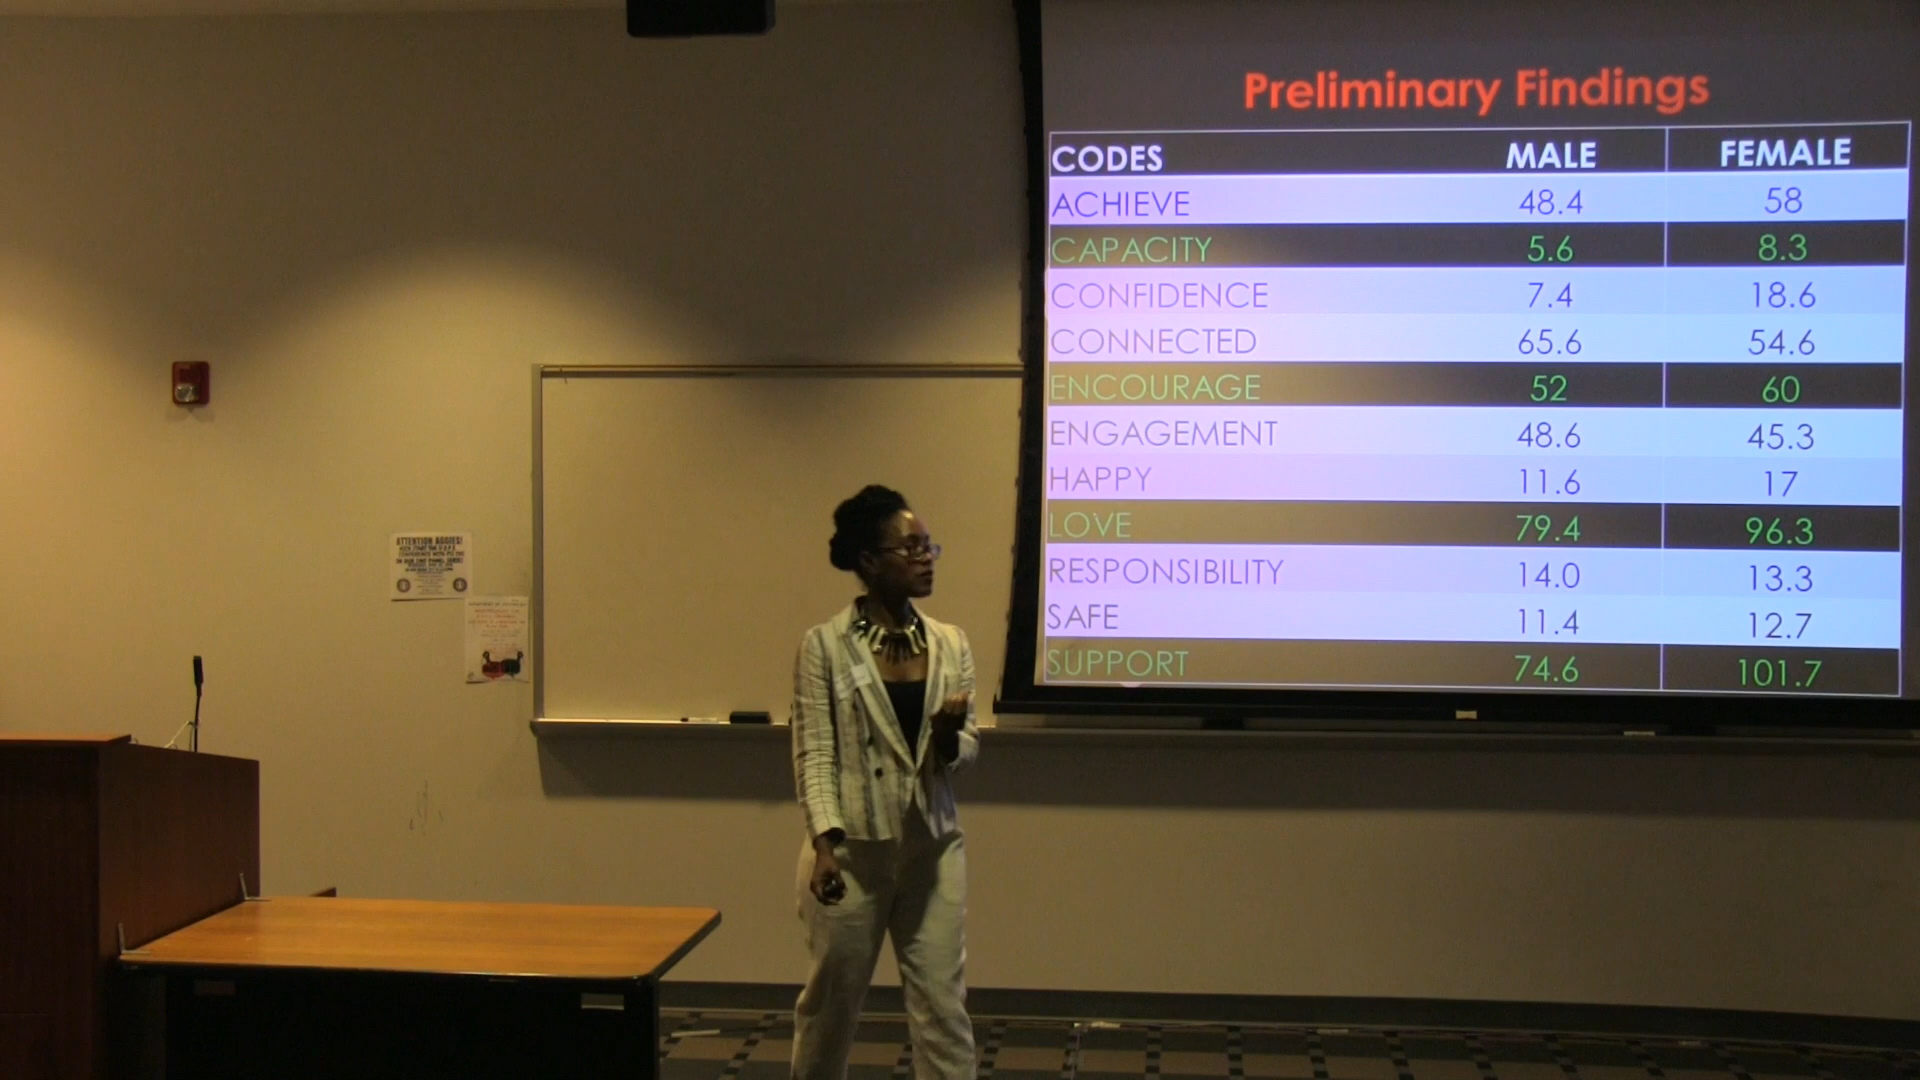 Preliminary Findings
CODES MALE FEMALE
ACHIEVE 48.4 58
CAPACITY 5.6 8.3
CONFIDENCE 7.4 18.6
CONNECTED 65.6 54.6
ENCOURAGE 52 60
ENGAGEMENT 48.6 45.3
HAPPY 11.6 17
LOVE 79.4 96.3
RESPONSIBILITY 14.0 13.3
SAFE 11.4 12.7
SUPPORT 74.6 101.7
ATTENTION AGGIES!